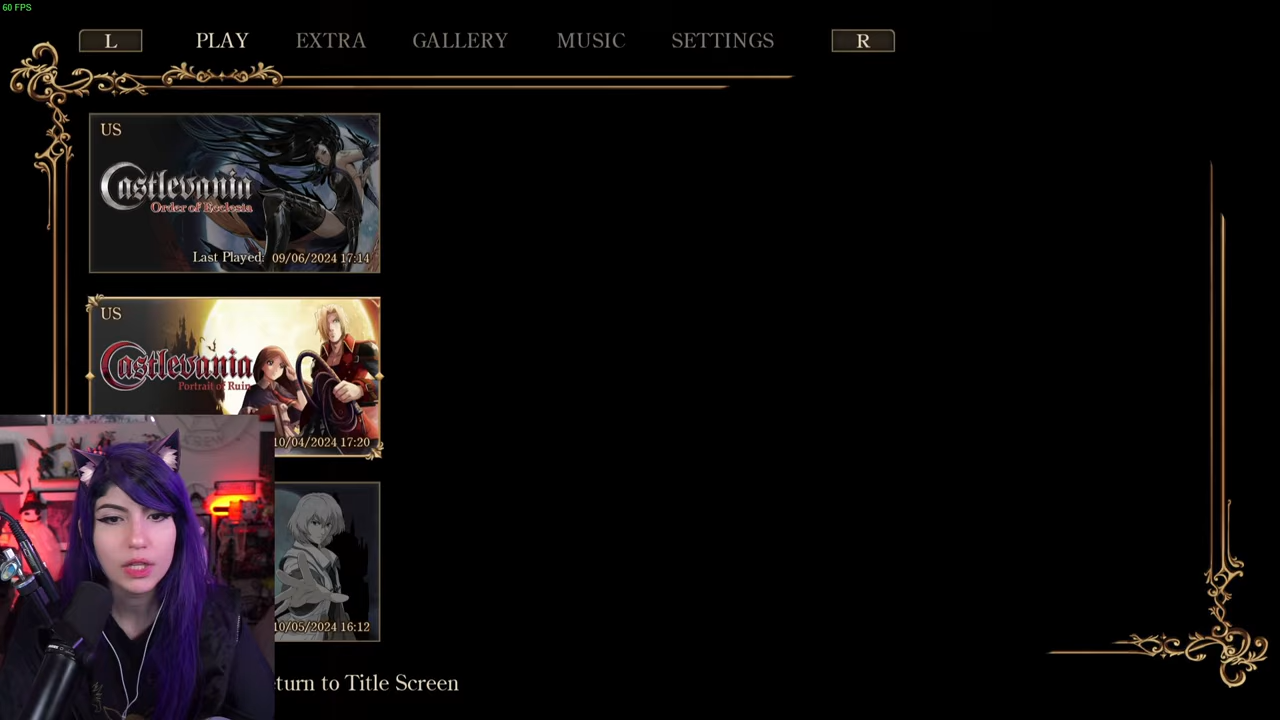 60 FPS
L PLAY EXTRA GALLERY MUSIC SETTINGS R
US
Castlevania
Order of Ecclesia
Last Played: 09/06/2024 17:14
US
Castlevania
Portrait of Ruin
10/04/2024 17:20
10/05/2024 16:12
eturn to Title Screen